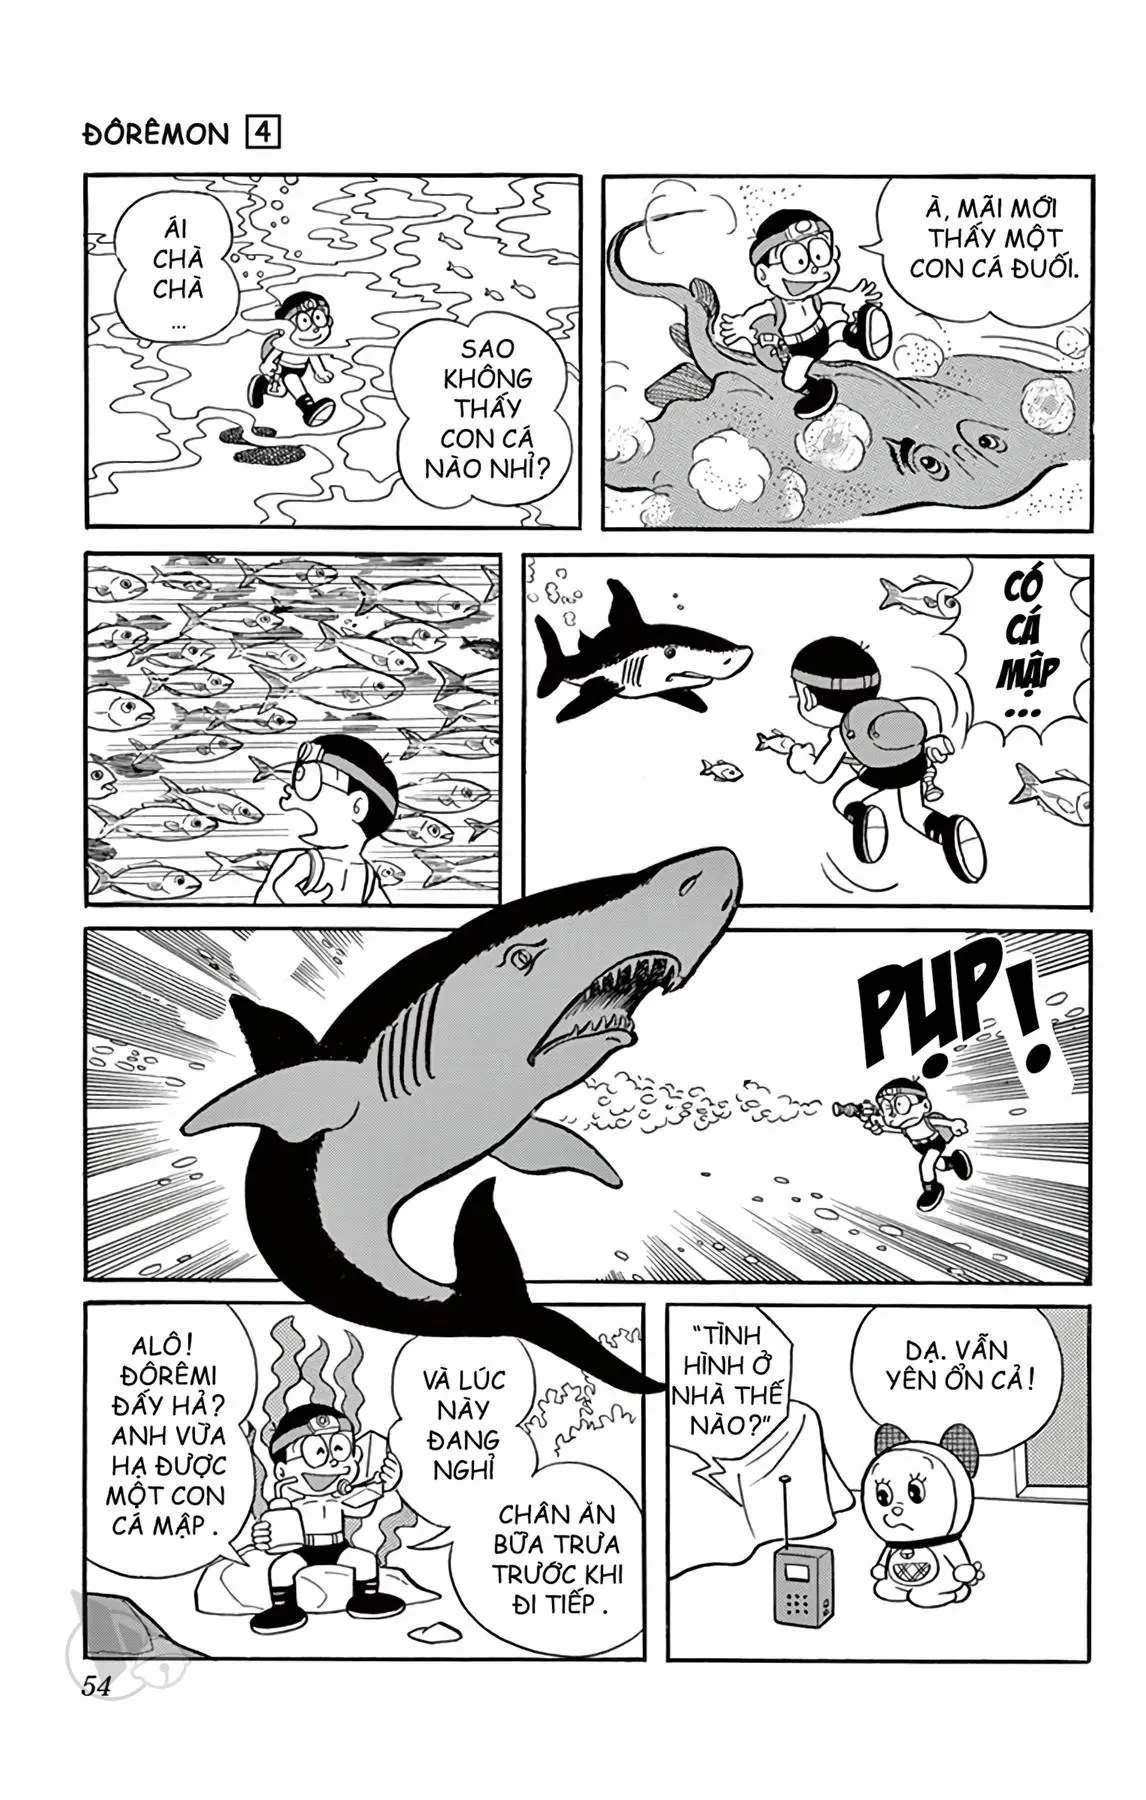 ĐÔRÊMON 4
ÁI
CHÀ
CHÀ
...
SAO
KHÔNG
THẤY
CON CÁ
NÀO NHỈ?
À, MÃI MỚI
THẤY MỘT
CON CÁ ĐUỐI.
CÓ
CÁ
MẬP
...
PỤP!
ALÔ!
ĐÔRÊMI
ĐẤY HẢ?
ANH VỪA
HẠ ĐƯỢC
MỘT CON
CÁ MẬP .
VÀ LÚC
NÀY
ĐANG
NGHỈ
CHÂN ĂN
BỮA TRƯA
TRƯỚC KHI
ĐI TIẾP .
"TÌNH
HÌNH Ở
NHÀ THẾ
NÀO?"
DẠ. VẪN
YÊN ỔN CẢ!
54